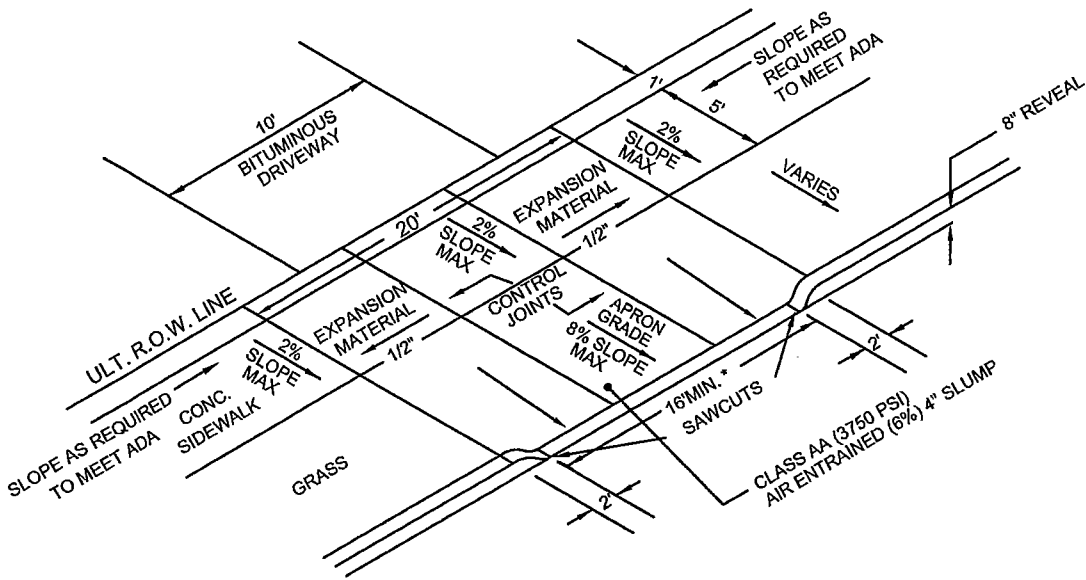 10'
BITUMINOUS
DRIVEWAY
1'
5'
SLOPE AS
REQUIRED
TO MEET ADA
8" REVEAL
2%
SLOPE
MAX
VARIES
EXPANSION
MATERIAL
1/2"
20'
2%
SLOPE
MAX
CONTROL
JOINTS
APRON
GRADE
8% SLOPE
MAX
ULT. R.O.W. LINE
EXPANSION
MATERIAL
1/2"
2%
SLOPE
MAX
CONC.
SIDEWALK
SLOPE AS REQUIRED
TO MEET ADA
GRASS
16'MIN. *
SAWCUTS
2'
2'
CLASS AA (3750 PSI)
AIR ENTRAINED (6%) 4" SLUMP